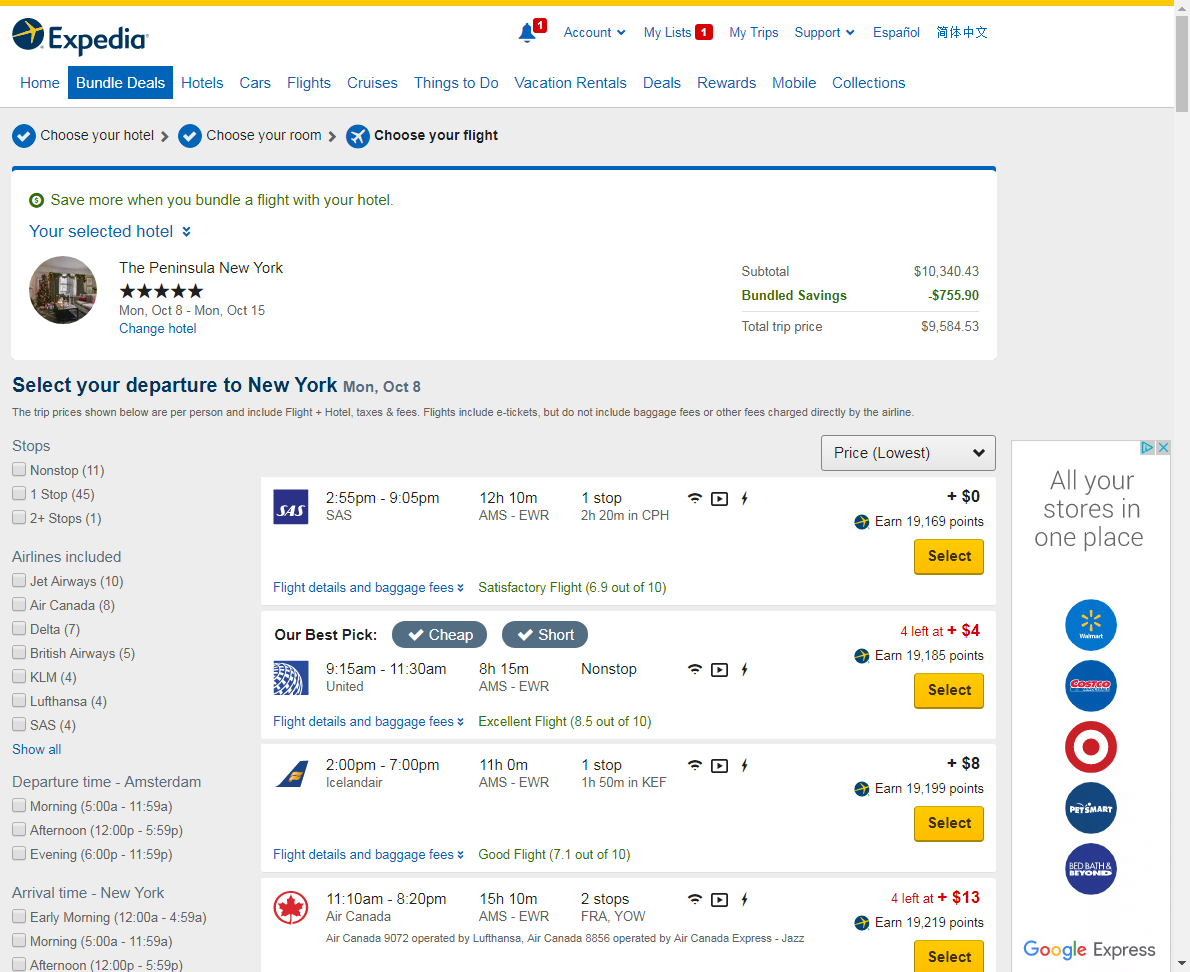 Expedia
1
Account
My Lists 1
My Trips
Support
Español
简体中文
Home
Bundle Deals
Hotels
Cars
Flights
Cruises
Things to Do
Vacation Rentals
Deals
Rewards
Mobile
Collections
Choose your hotel
Choose your room
Choose your flight
Save more when you bundle a flight with your hotel.
Your selected hotel
The Peninsula New York
Mon, Oct 8 - Mon, Oct 15
Change hotel
Subtotal $10,340.43
Bundled Savings -$755.90
Total trip price $9,584.53
Select your departure to New York Mon, Oct 8
The trip prices shown below are per person and include Flight + Hotel, taxes & fees. Flights include e-tickets, but do not include baggage fees or other fees charged directly by the airline.
Stops
Nonstop (11)
1 Stop (45)
2+ Stops (1)
Airlines included
Jet Airways (10)
Air Canada (8)
Delta (7)
British Airways (5)
KLM (4)
Lufthansa (4)
SAS (4)
Show all
Departure time - Amsterdam
Morning (5:00a - 11:59a)
Afternoon (12:00p - 5:59p)
Evening (6:00p - 11:59p)
Arrival time - New York
Early Morning (12:00a - 4:59a)
Morning (5:00a - 11:59a)
Afternoon (12:00p - 5:59p)
Price (Lowest)
SAS
2:55pm - 9:05pm 12h 10m 1 stop + $0
SAS AMS - EWR 2h 20m in CPH
Earn 19,169 points
Select
Flight details and baggage fees Satisfactory Flight (6.9 out of 10)
Our Best Pick: Cheap Short 4 left at + $4
Earn 19,185 points
9:15am - 11:30am 8h 15m Nonstop
United AMS - EWR
Select
Flight details and baggage fees Excellent Flight (8.5 out of 10)
2:00pm - 7:00pm 11h 0m 1 stop + $8
Icelandair AMS - EWR 1h 50m in KEF
Earn 19,199 points
Select
Flight details and baggage fees Good Flight (7.1 out of 10)
11:10am - 8:20pm 15h 10m 2 stops 4 left at + $13
Air Canada AMS - EWR FRA, YOW
Earn 19,219 points
Air Canada 9072 operated by Lufthansa, Air Canada 8856 operated by Air Canada Express - Jazz
Select
All your
stores in
one place
Walmart
COSTCO
PETSMART
BED BATH &
BEYOND
Google Express